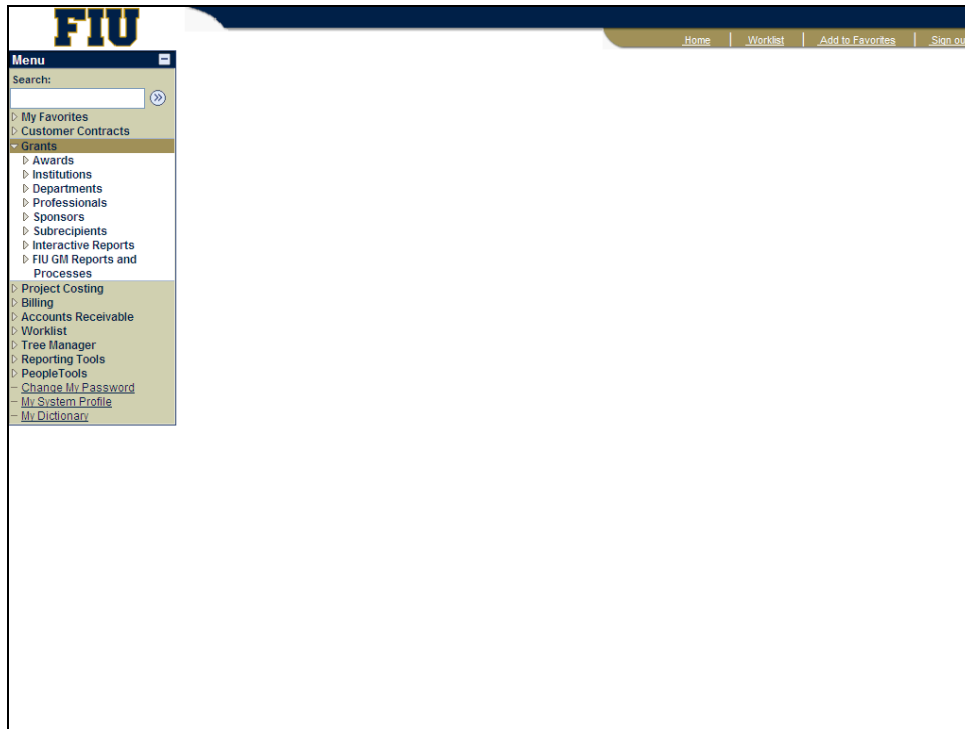 FIU
Home Worklist Add to Favorites Sign ou
Menu
Search:
My Favorites
Customer Contracts
Grants
Awards
Institutions
Departments
Professionals
Sponsors
Subrecipients
Interactive Reports
FIU GM Reports and
Processes
Project Costing
Billing
Accounts Receivable
Worklist
Tree Manager
Reporting Tools
PeopleTools
Change My Password
My System Profile
My Dictionary